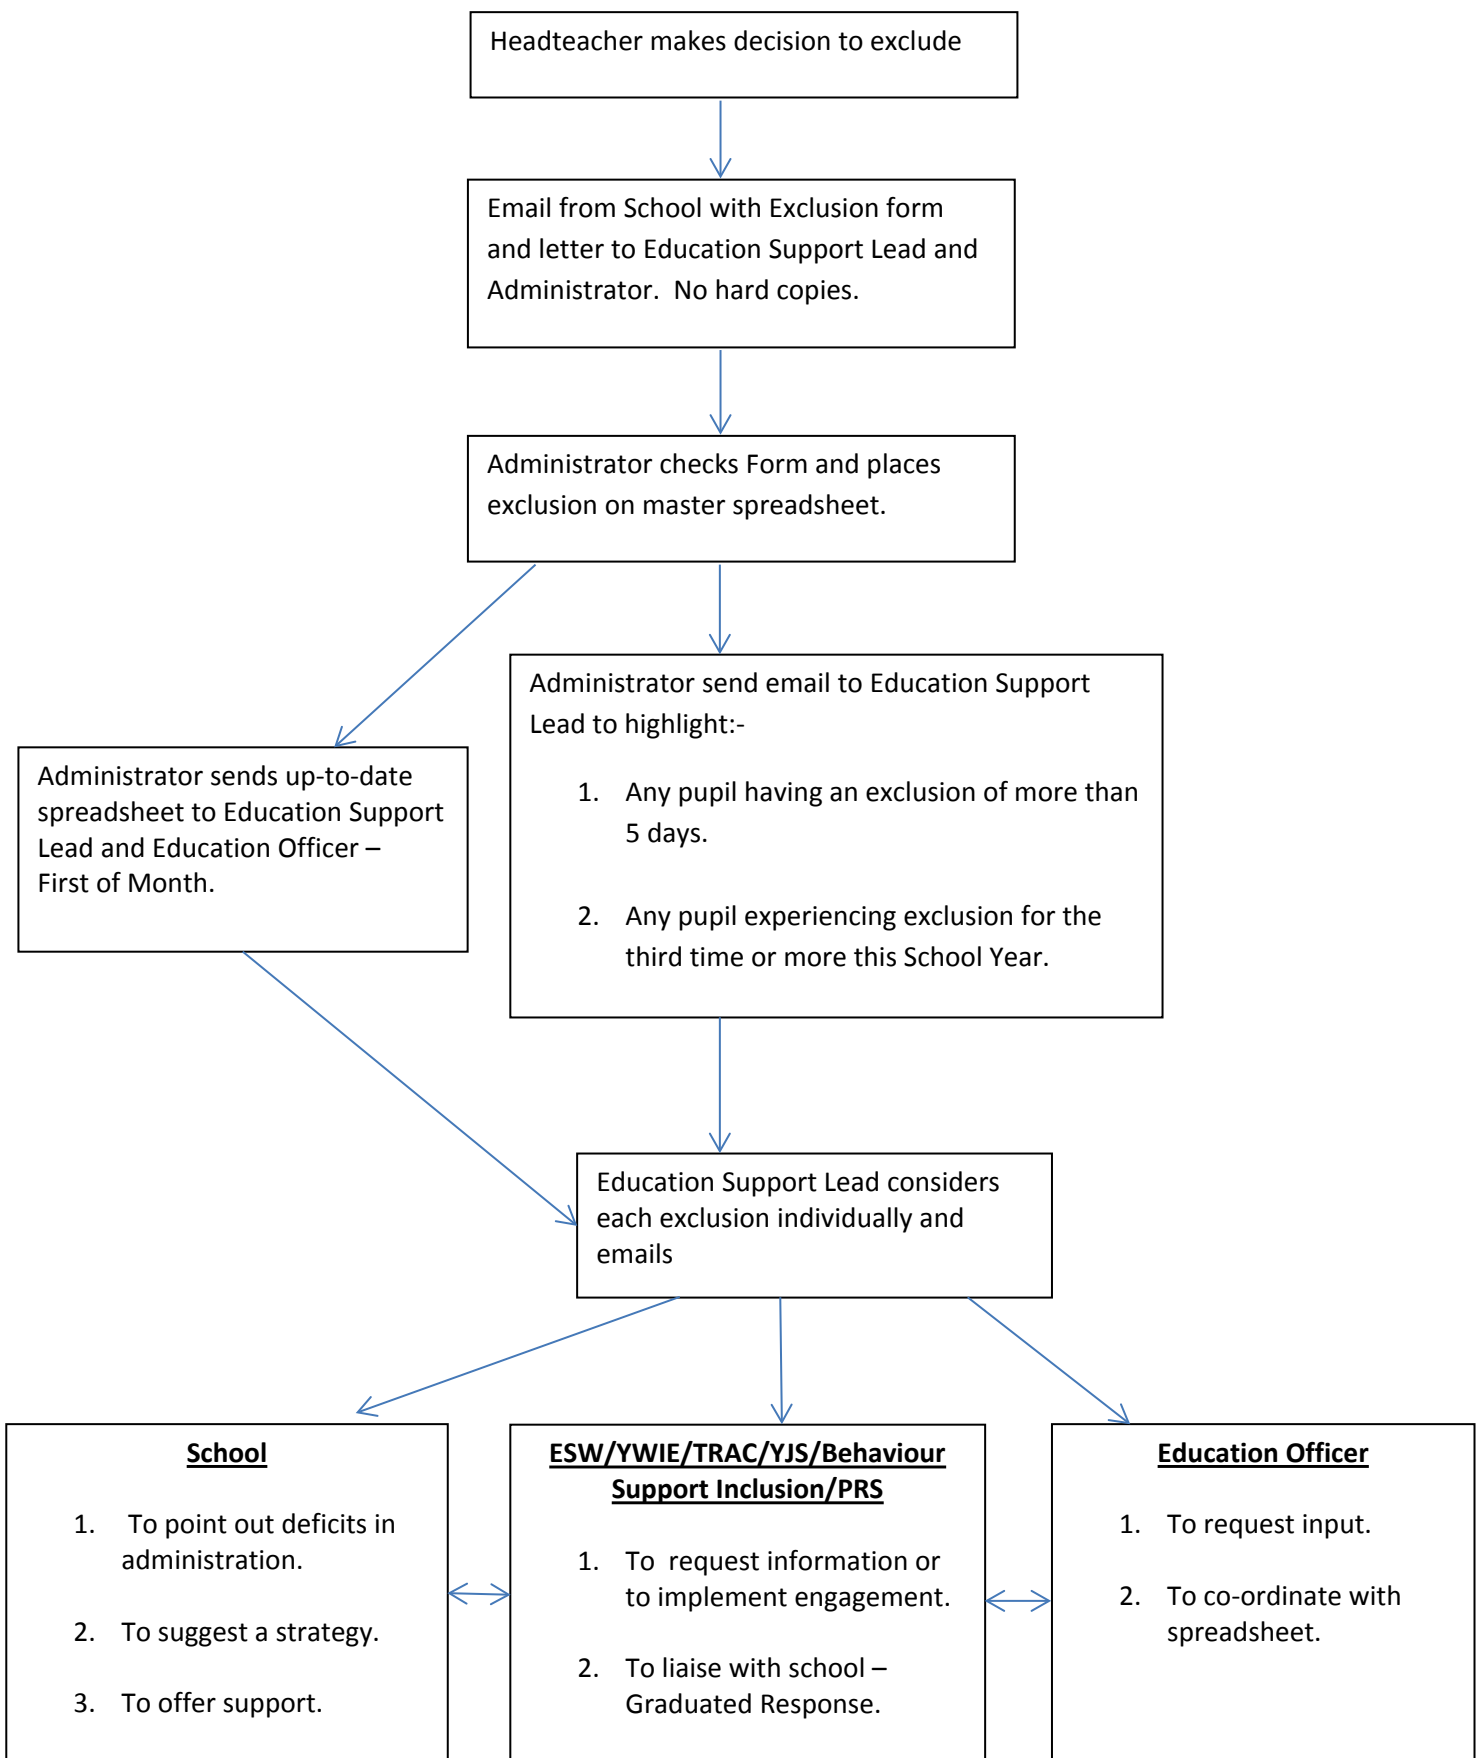 Headteacher makes decision to exclude
Email from School with Exclusion form
and letter to Education Support Lead and
Administrator.  No hard copies.
Administrator checks Form and places
exclusion on master spreadsheet.
Administrator send email to Education Support
Lead to highlight:-
1. Any pupil having an exclusion of more than
5 days.
2. Any pupil experiencing exclusion for the
third time or more this School Year.
Administrator sends up-to-date
spreadsheet to Education Support
Lead and Education Officer –
First of Month.
Education Support Lead considers
each exclusion individually and
emails
School
1. To point out deficits in
administration.
2. To suggest a strategy.
3. To offer support.
ESW/YWIE/TRAC/YJS/Behaviour
Support Inclusion/PRS
1. To  request information or
to implement engagement.
2. To liaise with school –
Graduated Response.
Education Officer
1. To request input.
2. To co-ordinate with
spreadsheet.